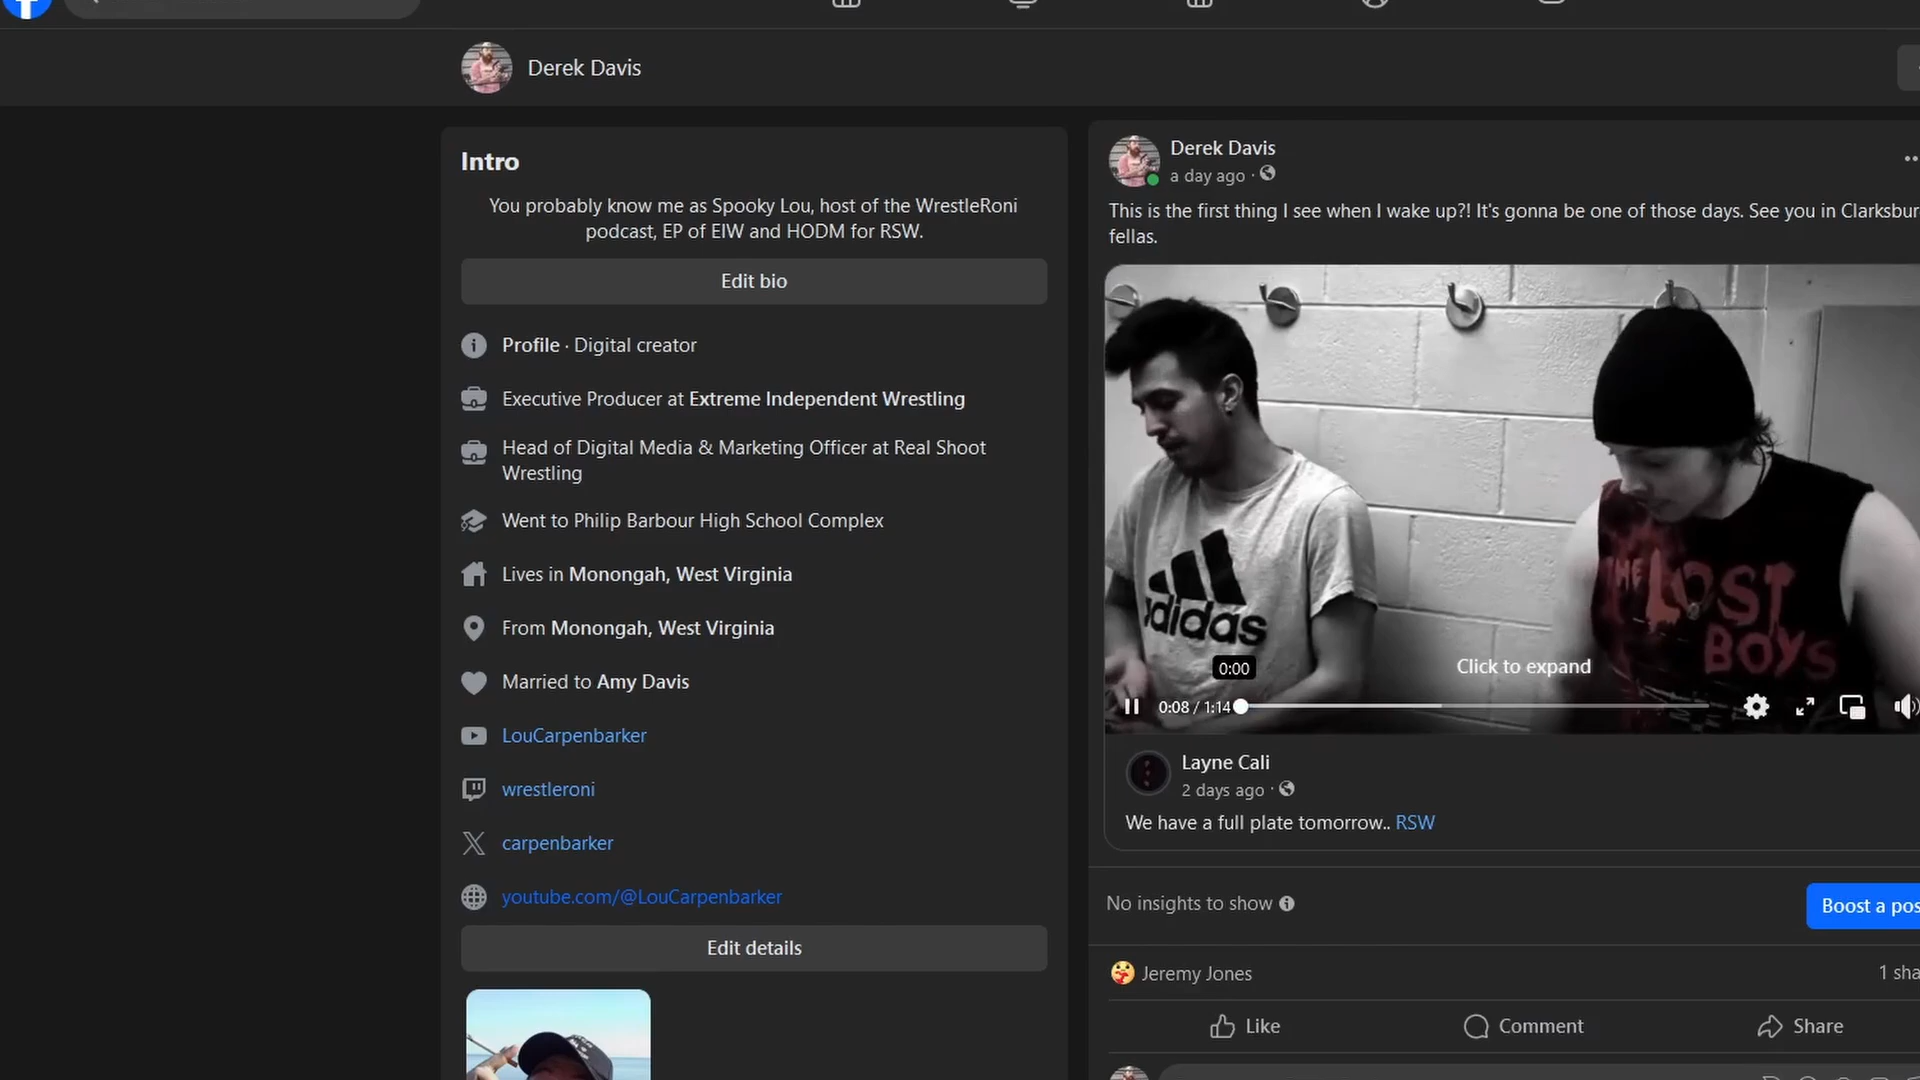 Derek Davis
Intro
You probably know me as Spooky Lou, host of the WrestleRoni
podcast, EP of EIW and HODM for RSW.
Edit bio
Profile · Digital creator
Executive Producer at Extreme Independent Wrestling
Head of Digital Media & Marketing Officer at Real Shoot
Wrestling
Went to Philip Barbour High School Complex
Lives in Monongah, West Virginia
From Monongah, West Virginia
Married to Amy Davis
LouCarpenbarker
wrestleroni
carpenbarker
youtube.com/@LouCarpenbarker
Edit details
Derek Davis
a day ago ·
This is the first thing I see when I wake up?! It's gonna be one of those days. See you in Clarksbur
fellas.
adidas
THE LOST
BOYS
0:00
Click to expand
0:08 / 1:14
Layne Cali
2 days ago ·
We have a full plate tomorrow.. RSW
No insights to show
Boost a pos
Jeremy Jones
1 sha
Like
Comment
Share